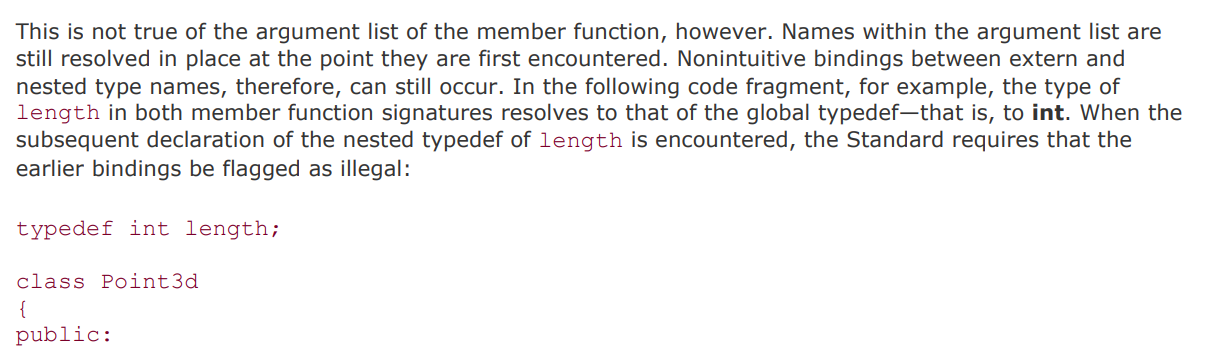 This is not true of the argument list of the member function, however. Names within the argument list are
still resolved in place at the point they are first encountered. Nonintuitive bindings between extern and
nested type names, therefore, can still occur. In the following code fragment, for example, the type of
length in both member function signatures resolves to that of the global typedef—that is, to int. When the
subsequent declaration of the nested typedef of length is encountered, the Standard requires that the
earlier bindings be flagged as illegal:
typedef int length;
class Point3d
{
public: